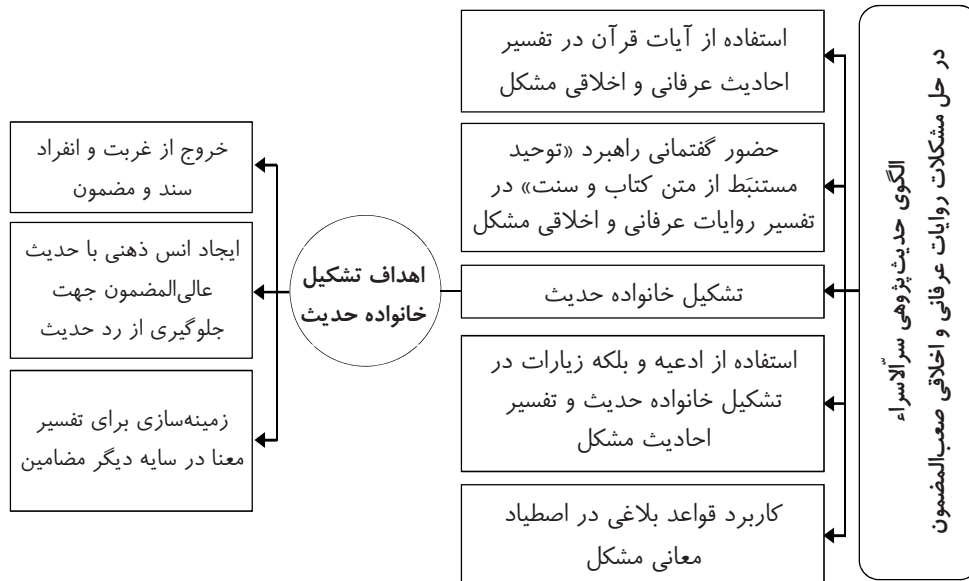 الگوی حدیث‌پژوهی سرّالاسراء
در حل مشکلات روایات عرفانی و اخلاقی صعب‌المضمون
استفاده از آیات قرآن در تفسیر
احادیث عرفانی و اخلاقی مشکل
حضور گفتمانی راهبرد «توحید
مستنبَط از متن کتاب و سنت» در
تفسیر روایات عرفانی و اخلاقی مشکل
تشکیل خانواده حدیث
استفاده از ادعیه و بلکه زیارات در
تشکیل خانواده حدیث و تفسیر
احادیث مشکل
کاربرد قواعد بلاغی در اصطیاد
معانی مشکل
اهداف تشکیل
خانواده حدیث
خروج از غربت و انفراد
سند و مضمون
ایجاد انس ذهنی با حدیث
عالی‌المضمون جهت
جلوگیری از رد حدیث
زمینه‌سازی برای تفسیر
معنا در سایه دیگر مضامین